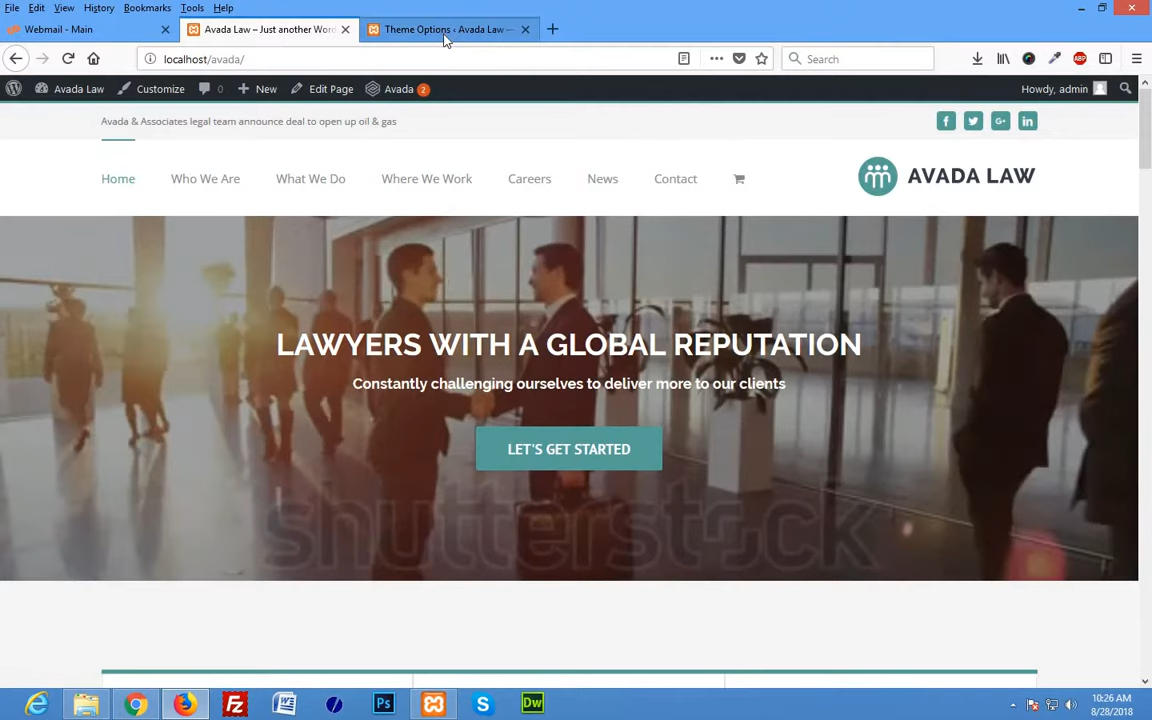 File Edit View History Bookmarks Tools Help
Webmail - Main
Avada Law – Just another Word
Theme Options ‹ Avada Law —
localhost/avada/
Search
Avada Law
Customize
0
New
Edit Page
Avada 2
Howdy, admin
Avada & Associates legal team announce deal to open up oil & gas
Home
Who We Are
What We Do
Where We Work
Careers
News
Contact
AVADA LAW
LAWYERS WITH A GLOBAL REPUTATION
Constantly challenging ourselves to deliver more to our clients
LET'S GET STARTED
shutterstock
10:26 AM
8/28/2018